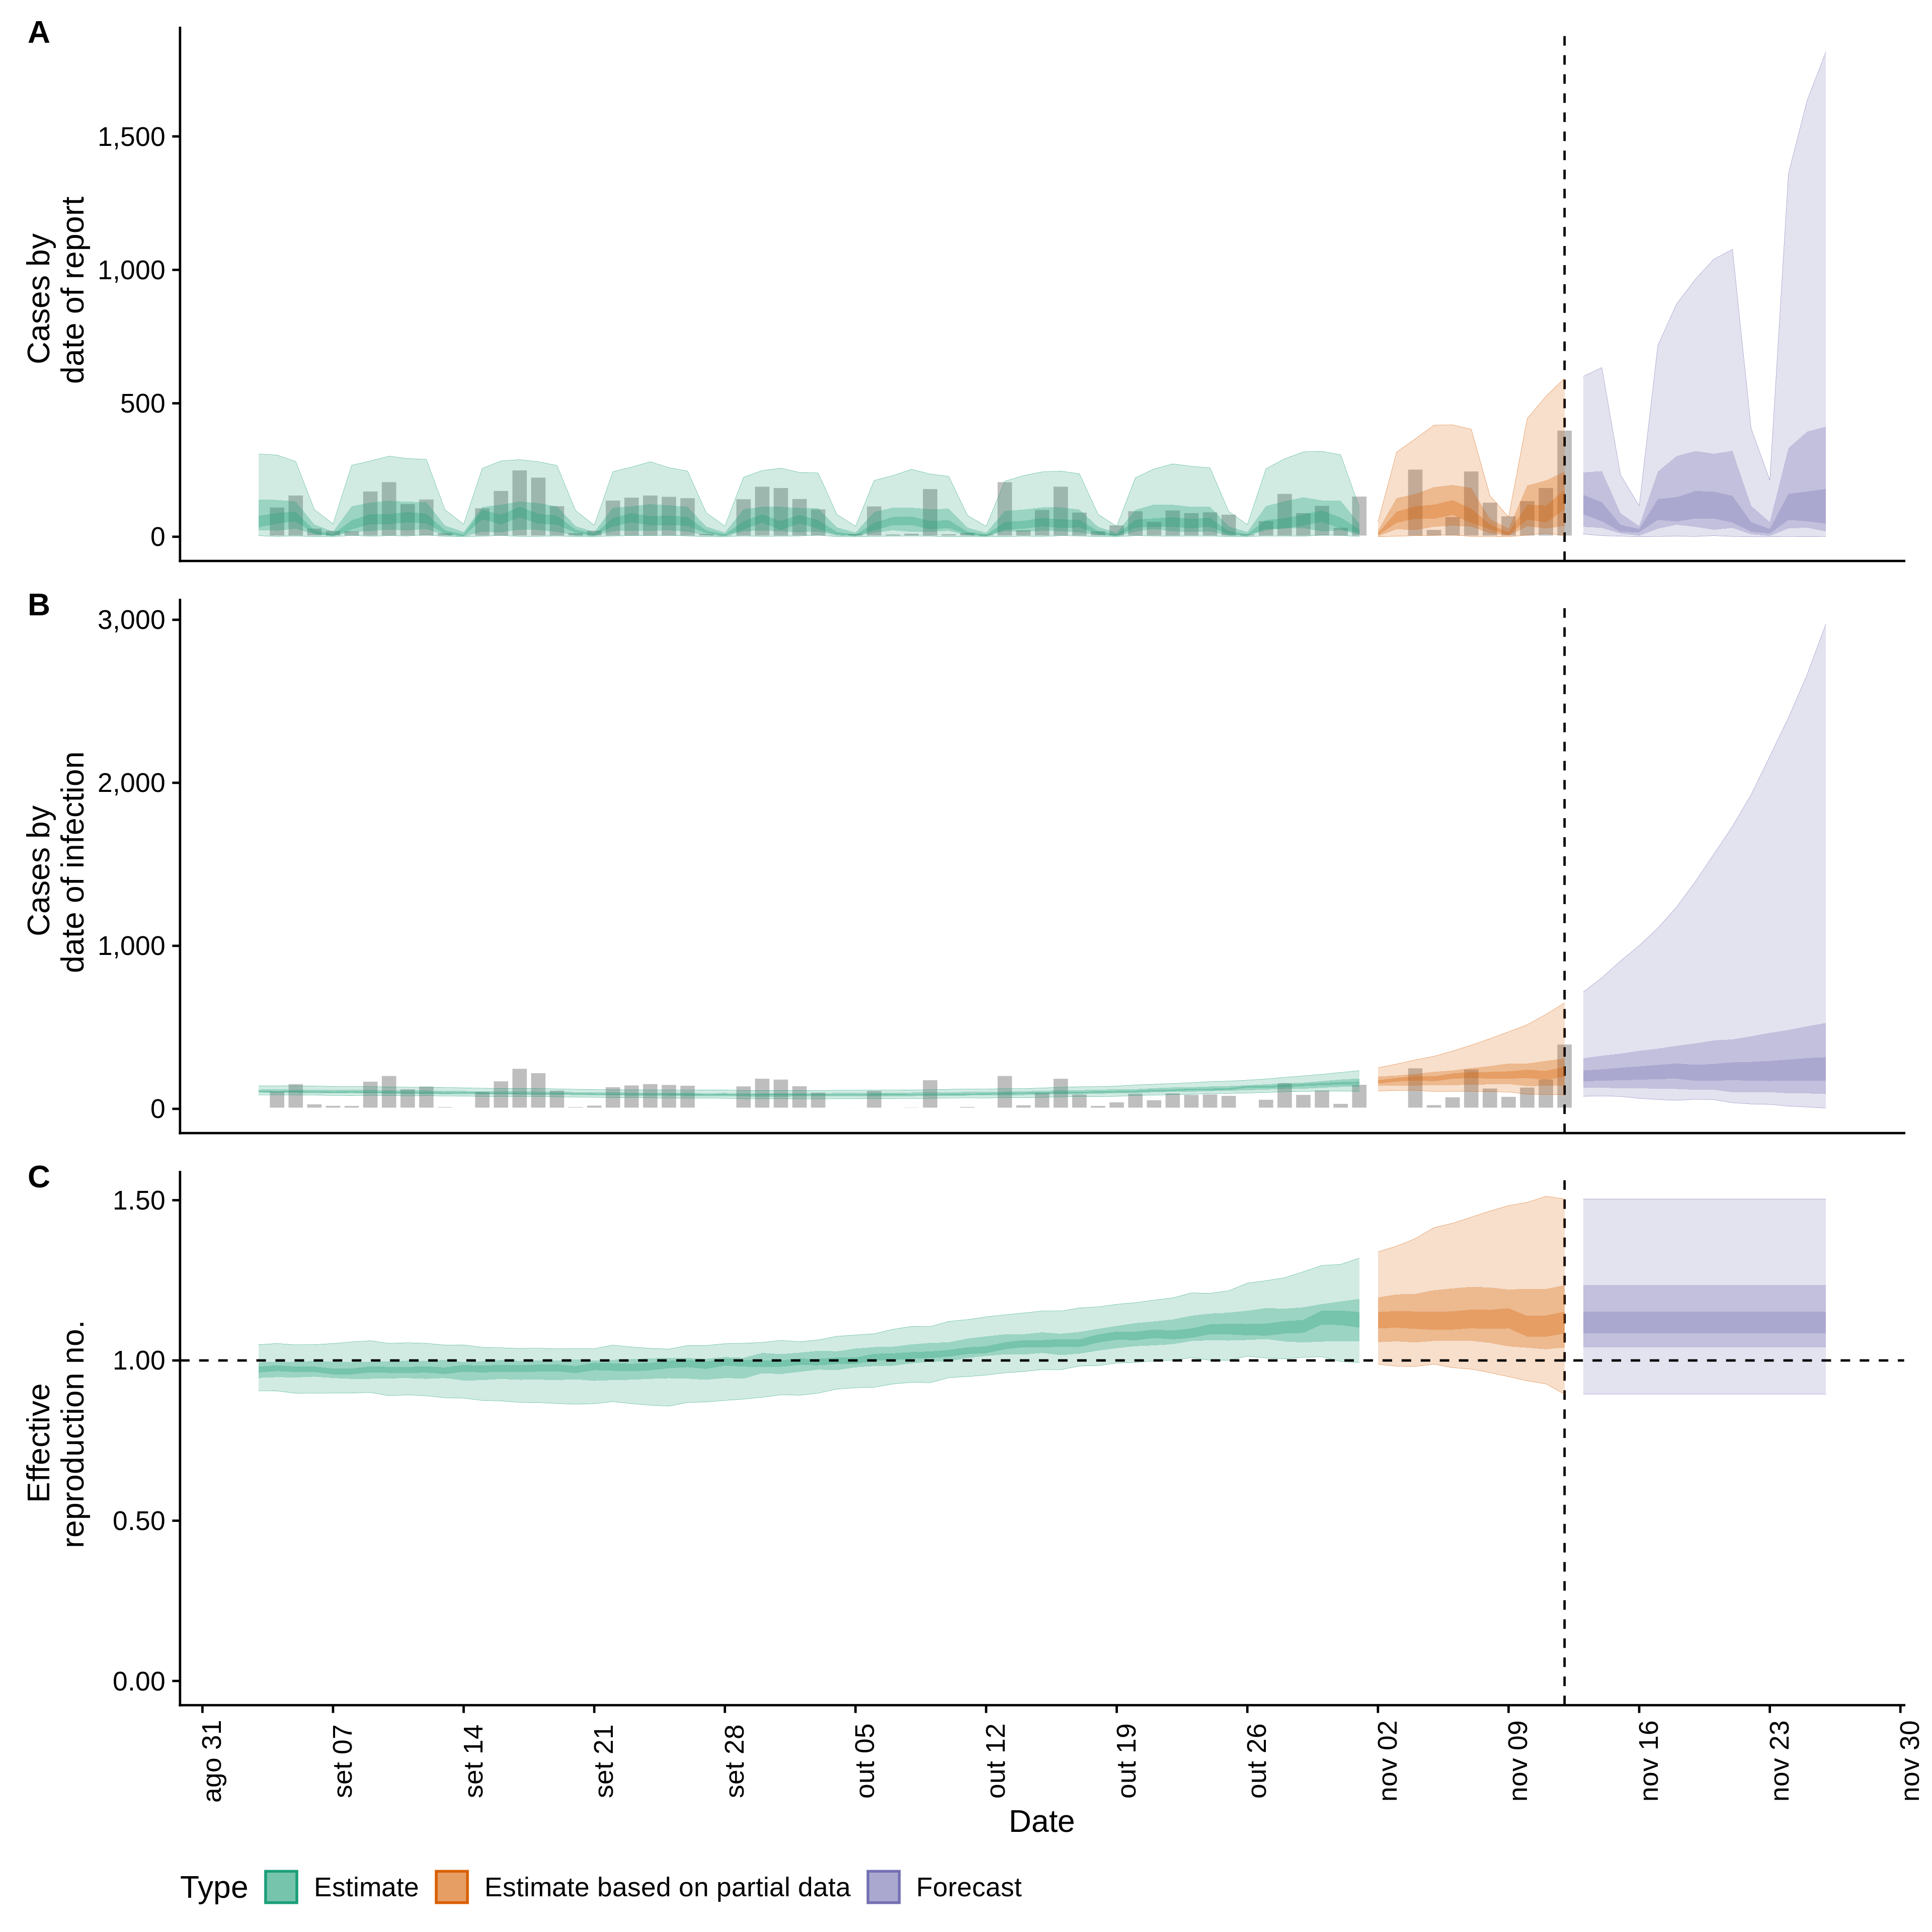 A
Cases by
date of report
1,500
1,000
500
0
B
Cases by
date of infection
3,000
2,000
1,000
0
C
Effective
reproduction no.
1.50
1.00
0.50
0.00
ago 31
set 07
set 14
set 21
set 28
out 05
out 12
out 19
out 26
nov 02
nov 09
nov 16
nov 23
nov 30
Date
Type
Estimate
Estimate based on partial data
Forecast